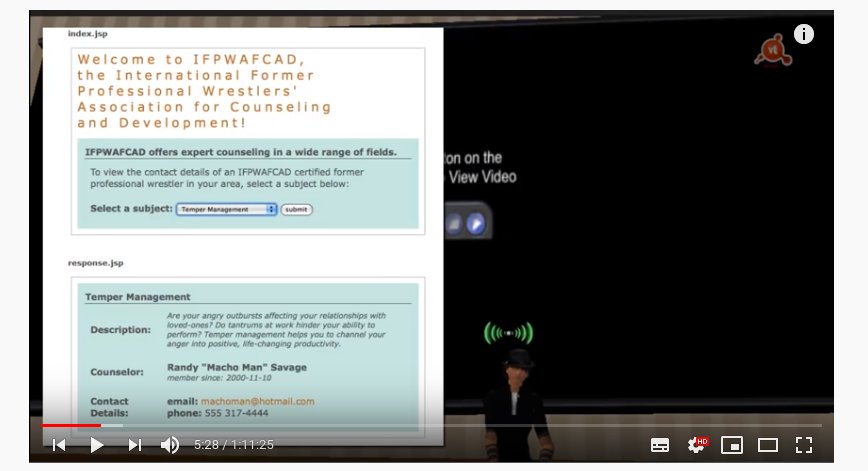 index.jsp
Welcome to IFPWAFCAD,
the International Former
Professional Wrestlers'
Association for Counseling
and Development!
IFPWAFCAD offers expert counseling in a wide range of fields.
To view the contact details of an IFPWAFCAD certified former
professional wrestler in your area, select a subject below:
Select a subject: Temper Management submit
response.jsp
Temper Management
Description: Are your angry outbursts affecting your relationships with
loved-ones? Do tantrums at work hinder your ability to
perform? Temper management helps you to channel your
anger into positive, life-changing productivity.
Counselor: Randy "Macho Man" Savage
member since: 2000-11-10
Contact email: machoman@hotmail.com
Details: phone: 555 317-4444
on on the
View Video
vt
5:28 / 1:11:25
HD